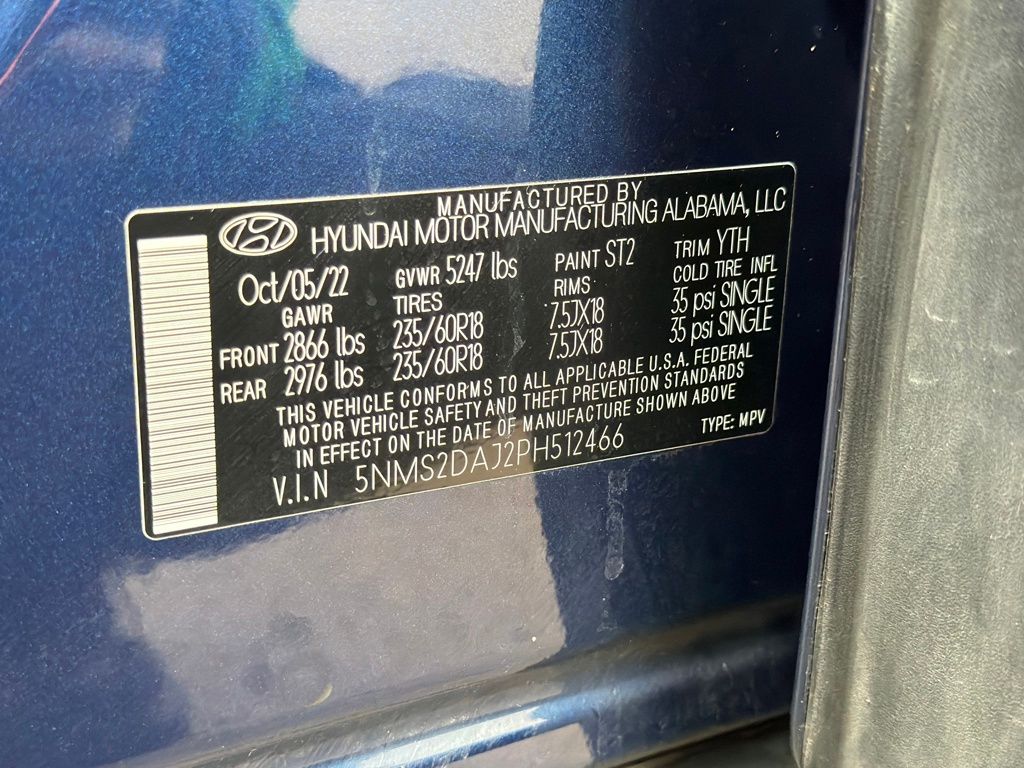 MANUFACTURED BY
HYUNDAI MOTOR MANUFACTURING ALABAMA, LLC
Oct/05/22 GVWR 5247 lbs PAINT ST2 TRIM YTH
GAWR TIRES RIMS COLD TIRE INFL
FRONT 2866 lbs 235/60R18 7.5JX18 35 psi SINGLE
REAR 2976 lbs 235/60R18 7.5JX18 35 psi SINGLE
THIS VEHICLE CONFORMS TO ALL APPLICABLE U.S.A. FEDERAL
MOTOR VEHICLE SAFETY AND THEFT PREVENTION STANDARDS
IN EFFECT ON THE DATE OF MANUFACTURE SHOWN ABOVE
V.I.N 5NMS2DAJ2PH512466 TYPE: MPV